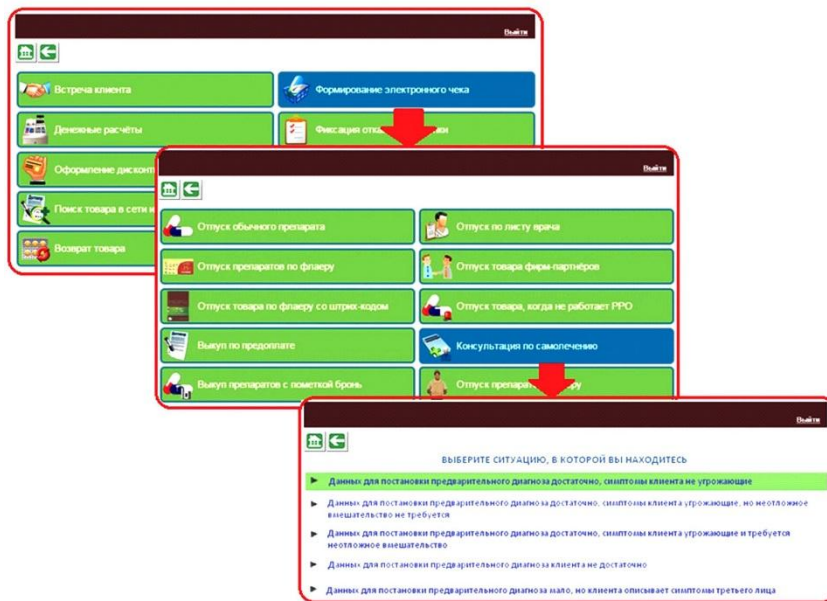 Выйти
Встреча клиента
Формирование электронного чека
Денежные расчёты
Фиксация
Оформление
Поиск товара в сети
Возврат товара
Выйти
Отпуск обычного препарата
Отпуск по листу врача
Отпуск препаратов по флаеру
Отпуск товара фирм-партнёров
Отпуск товара по флаеру со штрих-кодом
Отпуск товара, когда не работает РРО
Выкуп по предоплате
Консультация по самолечению
Выкуп препаратов с пометкой бронь
Отпуск
Выйти
ВЫБЕРИТЕ СИТУАЦИЮ, В КОТОРОЙ ВЫ НАХОДИТЕСЬ
Данных для постановки предварительного диагноза достаточно, симптомы клиента не угрожающие
Данных для постановки предварительного диагноза достаточно, симптомы клиента угрожающие, но неотложное
вмешательство не требуется
Данных для постановки предварительного диагноза достаточно, симптомы клиента угрожающие и требуется
неотложное вмешательство
Данных для постановки предварительного диагноза клиента не достаточно
Данных для постановки предварительного диагноза мало, но клиента описывает симптомы третьего лица